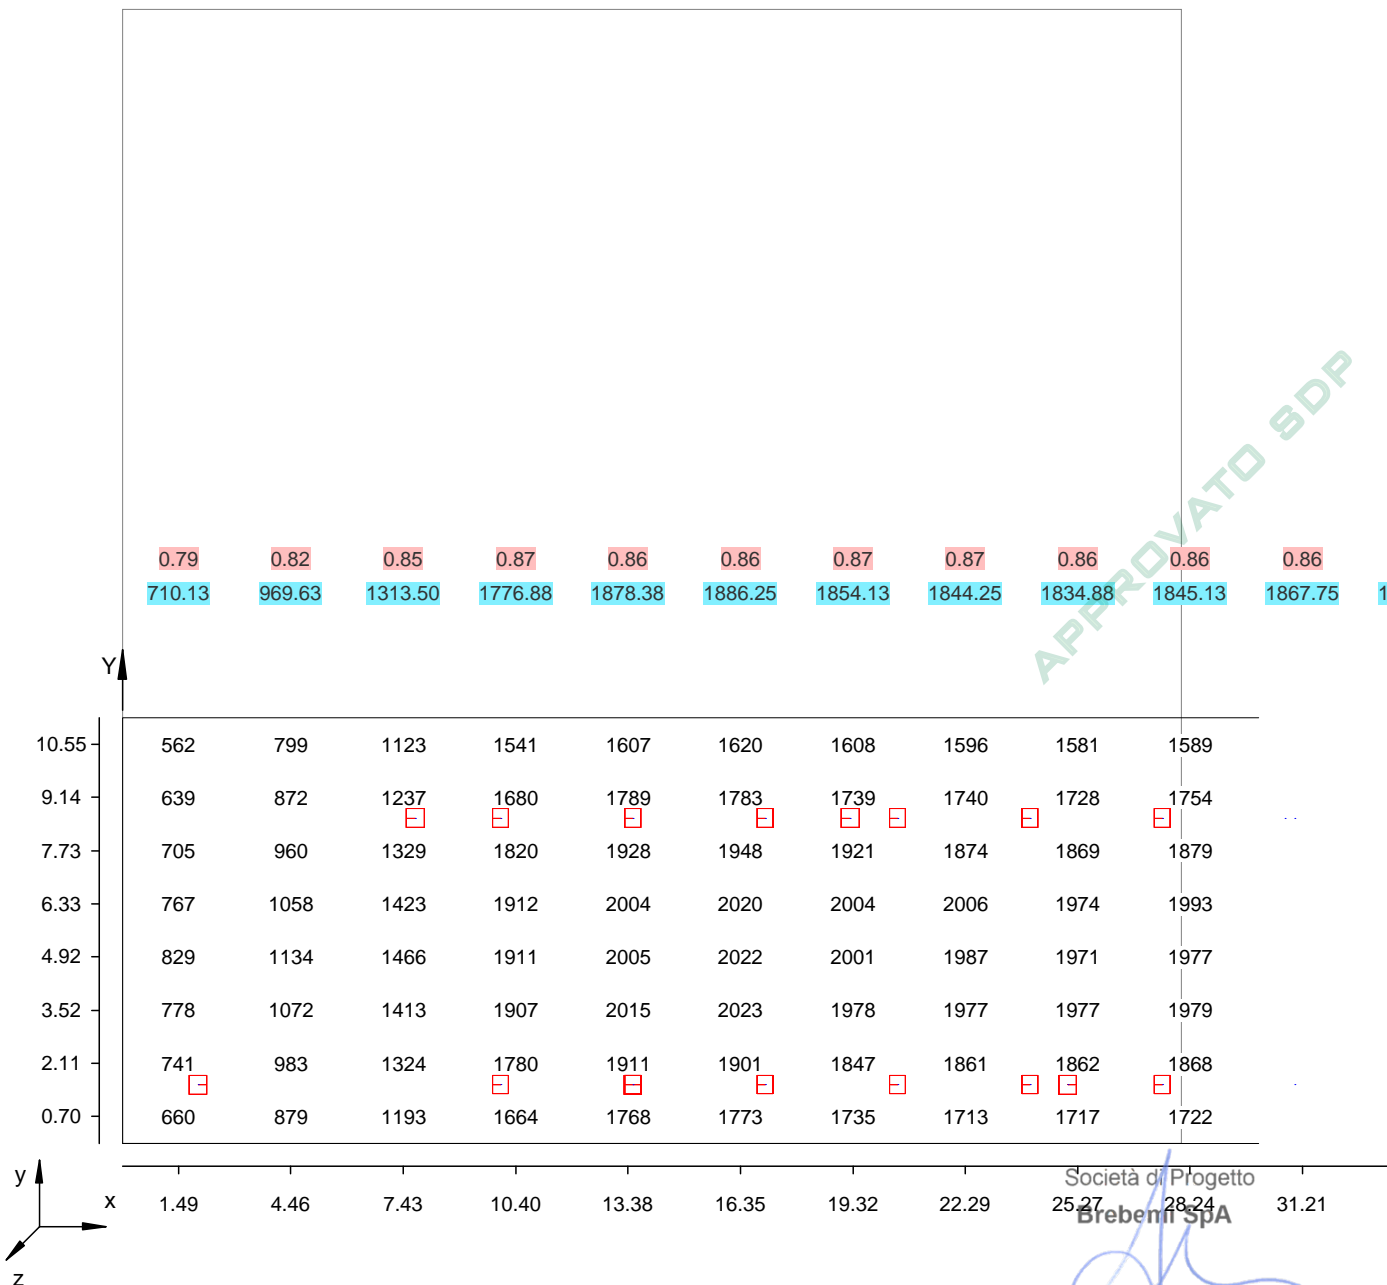 APPROVATO SDP
0.79 0.82 0.85 0.87 0.86 0.86 0.87 0.87 0.86 0.86 0.86
710.13 969.63 1313.50 1776.88 1878.38 1886.25 1854.13 1844.25 1834.88 1845.13 1867.75 1
Y
10.55 562 799 1123 1541 1607 1620 1608 1596 1581 1589
9.14 639 872 1237 1680 1789 1783 1739 1740 1728 1754
7.73 705 960 1329 1820 1928 1948 1921 1874 1869 1879
6.33 767 1058 1423 1912 2004 2020 2004 2006 1974 1993
4.92 829 1134 1466 1911 2005 2022 2001 1987 1971 1977
3.52 778 1072 1413 1907 2015 2023 1978 1977 1977 1979
2.11 741 983 1324 1780 1911 1901 1847 1861 1862 1868
0.70 660 879 1193 1664 1768 1773 1735 1713 1717 1722
y
x 1.49 4.46 7.43 10.40 13.38 16.35 19.32 22.29 25.27 28.24 31.21
z
Società di Progetto
Brebemi SpA